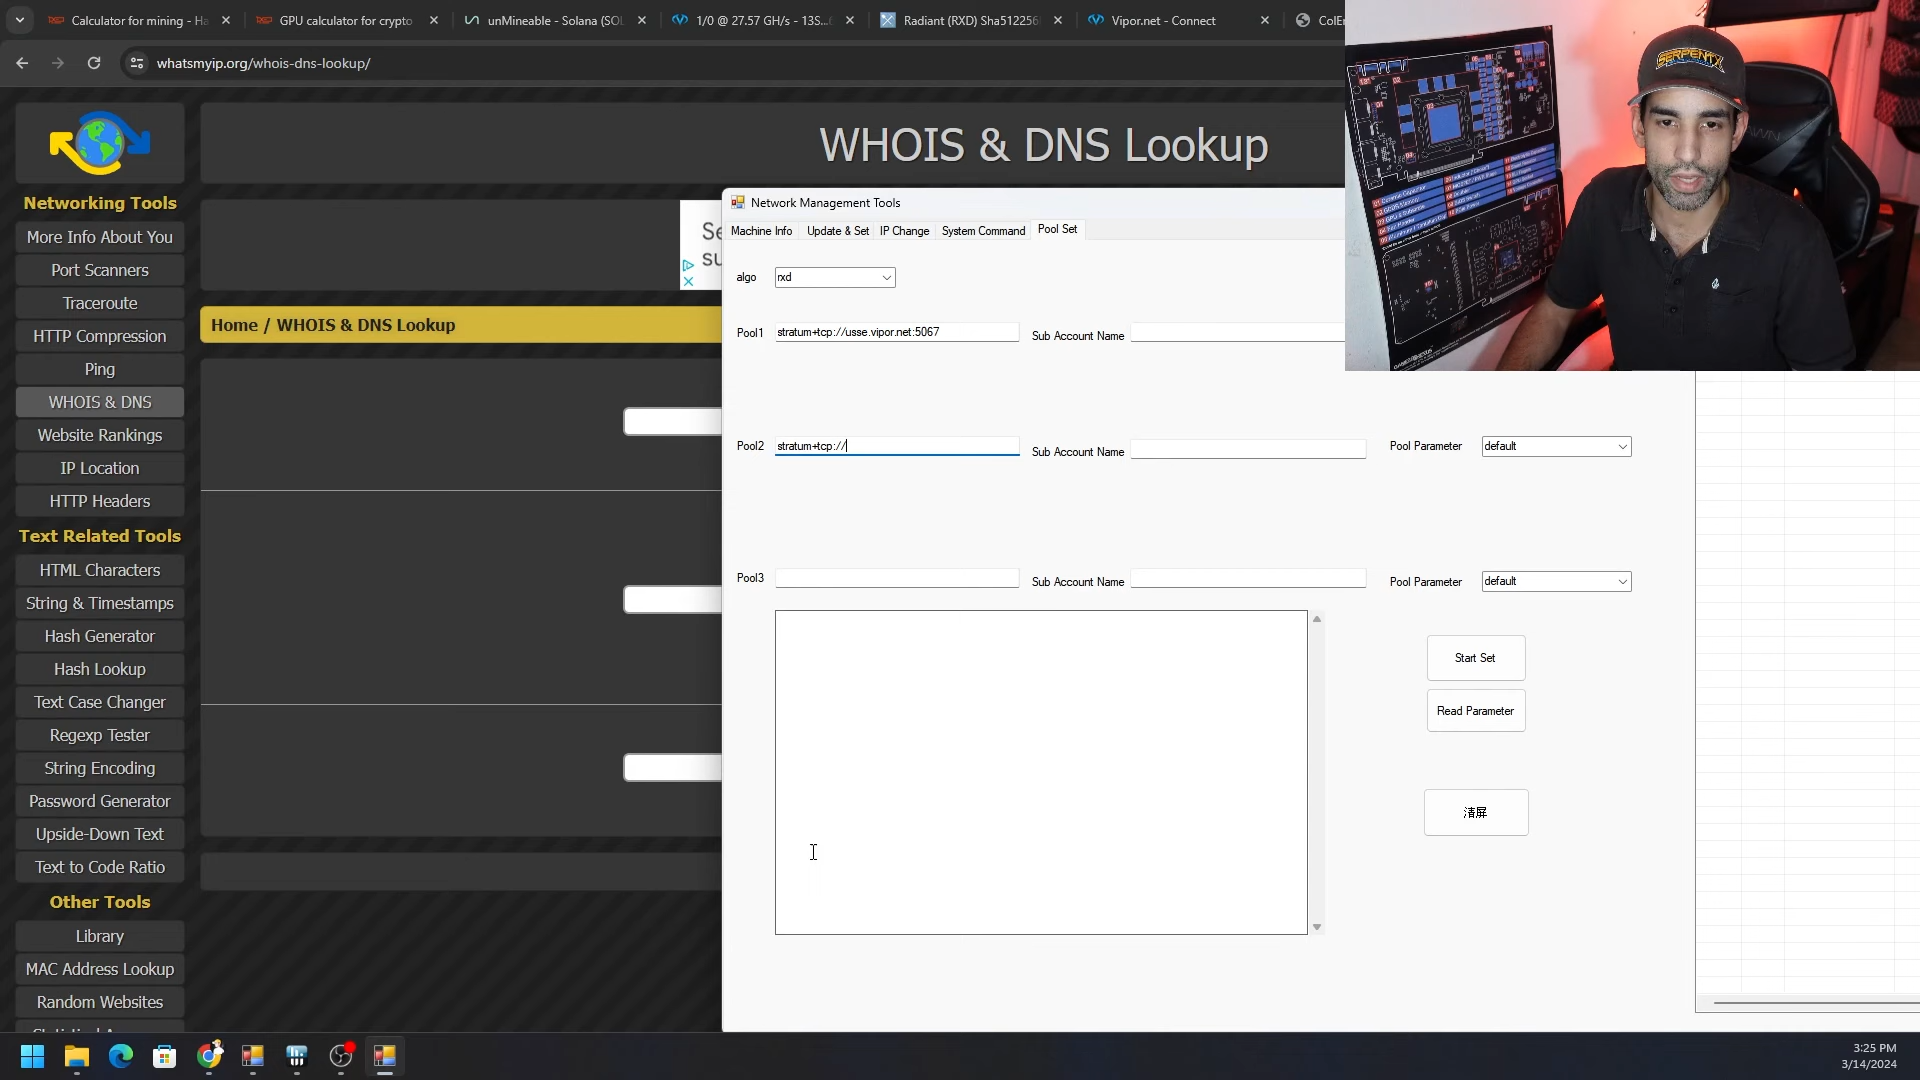 Calculator for mining - Ha
GPU calculator for crypto
unMineable - Solana (SOL
1/0 @ 27.57 GH/s - 13S...
Radiant (RXD) Sha512256
Vipor.net - Connect
whatsmyip.org/whois-dns-lookup/
SERPENTX
WHOIS & DNS Lookup
Networking Tools
More Info About You
Port Scanners
Traceroute
HTTP Compression
Ping
WHOIS & DNS
Website Rankings
IP Location
HTTP Headers
Text Related Tools
HTML Characters
String & Timestamps
Hash Generator
Hash Lookup
Text Case Changer
Regexp Tester
String Encoding
Password Generator
Upside-Down Text
Text to Code Ratio
Other Tools
Library
MAC Address Lookup
Random Websites
Home / WHOIS & DNS Lookup
Network Management Tools
Machine Info
Update & Set
IP Change
System Command
Pool Set
algo
rxd
Pool1
stratum+tcp://usse.vipor.net:5067
Sub Account Name
Pool2
stratum+tcp://
Sub Account Name
Pool Parameter
default
Pool3
Sub Account Name
Pool Parameter
default
Start Set
Read Parameter
清屏
3:25 PM
3/14/2024